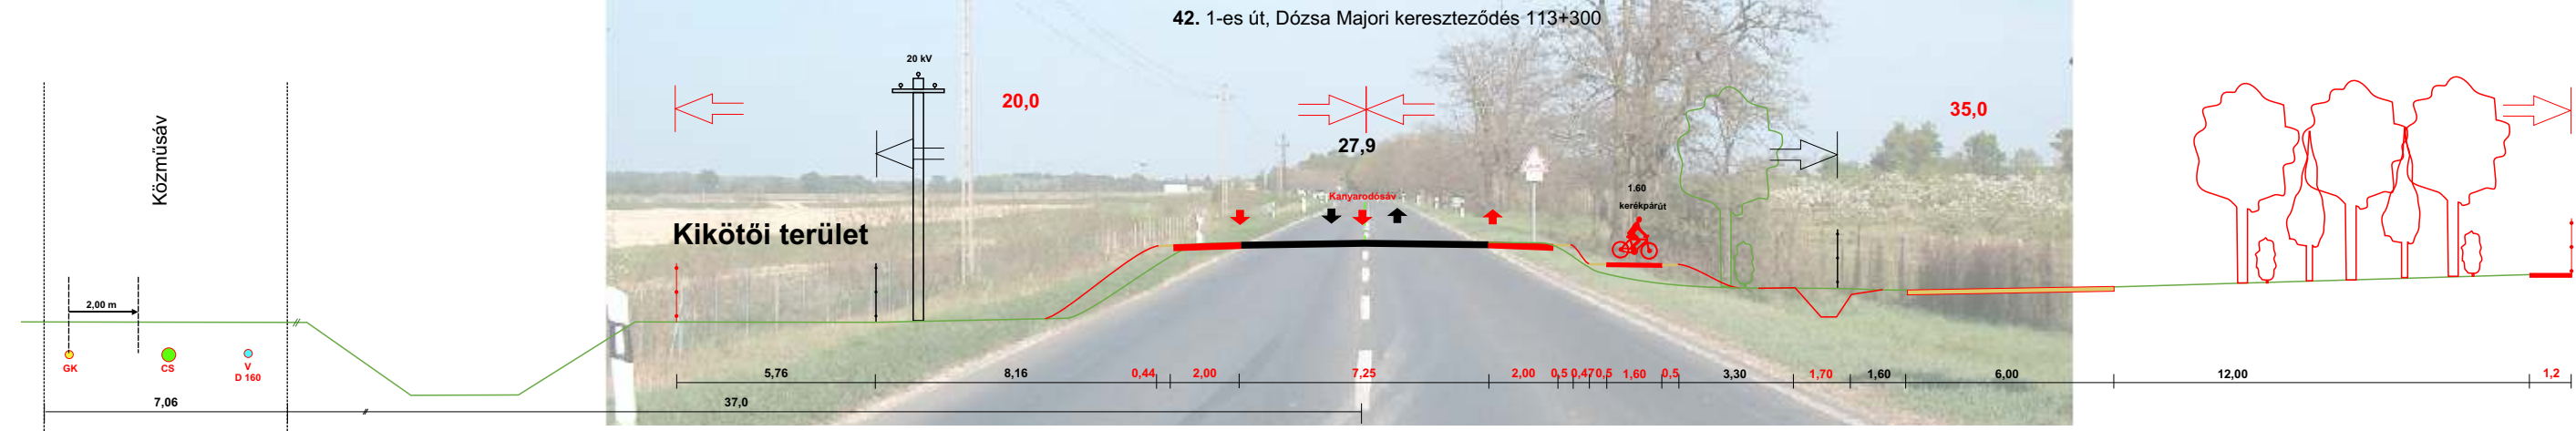 42. 1-es út, Dózsa Majori kereszteződés 113+300
Közműsáv
20 kV
20,0
27,9
35,0
Kanyarodósáv
1.60
kerékpárút
Kikötői terület
2,00 m
GK
CS
V
D 160
5,76
8,16
0,44
2,00
7,25
2,00
0,5
0,47
0,5
1,60
0,5
3,30
1,70
1,60
6,00
12,00
1,2
7,06
37,0